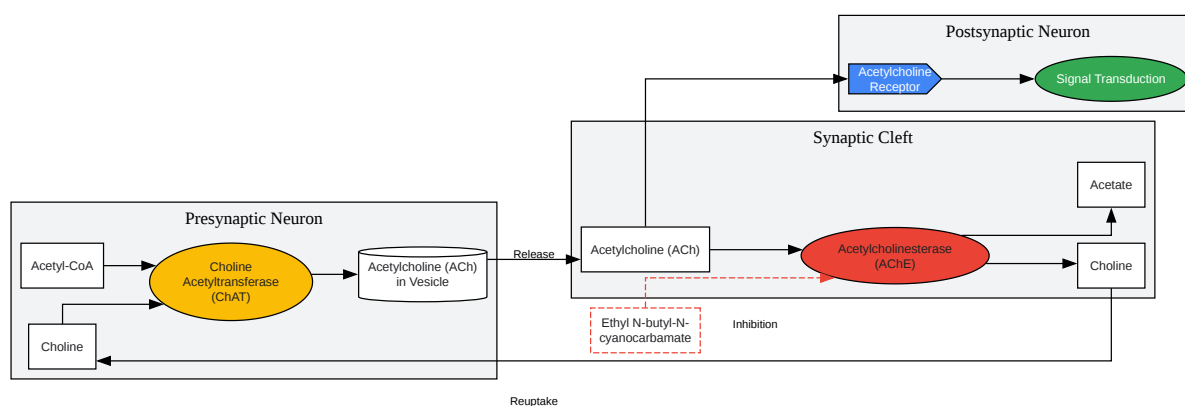 Postsynaptic Neuron
Acetylcholine
Receptor
Signal Transduction
Synaptic Cleft
Acetate
Presynaptic Neuron
Acetyl-CoA
Choline
Acetyltransferase
(ChAT)
Acetylcholine (ACh)
in Vesicle
Release
Acetylcholine (ACh)
Acetylcholinesterase
(AChE)
Choline
Choline
Ethyl N-butyl-N-
cyanocarbamate
Inhibition
Reuptake